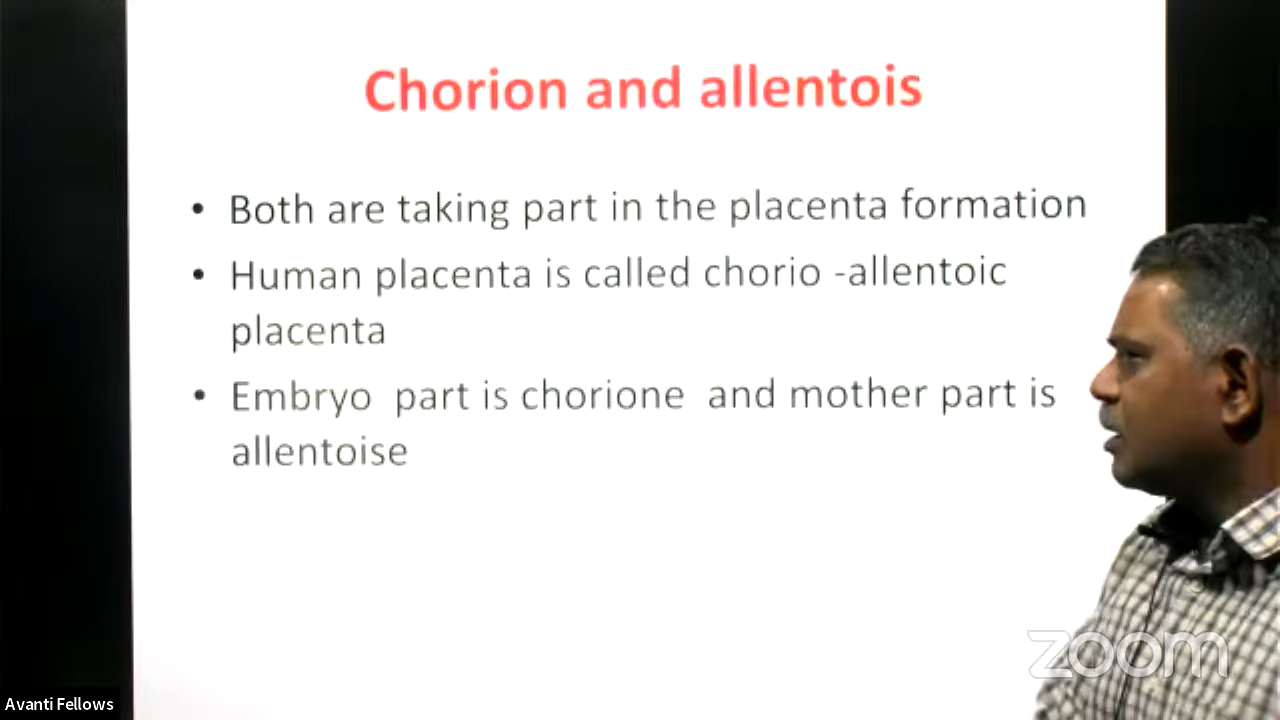 Chorion and allentois
• Both are taking part in the placenta formation
• Human placenta is called chorio -allentoic
placenta
• Embryo part is chorione and mother part is
allentoise
zoom
Avanti Fellows